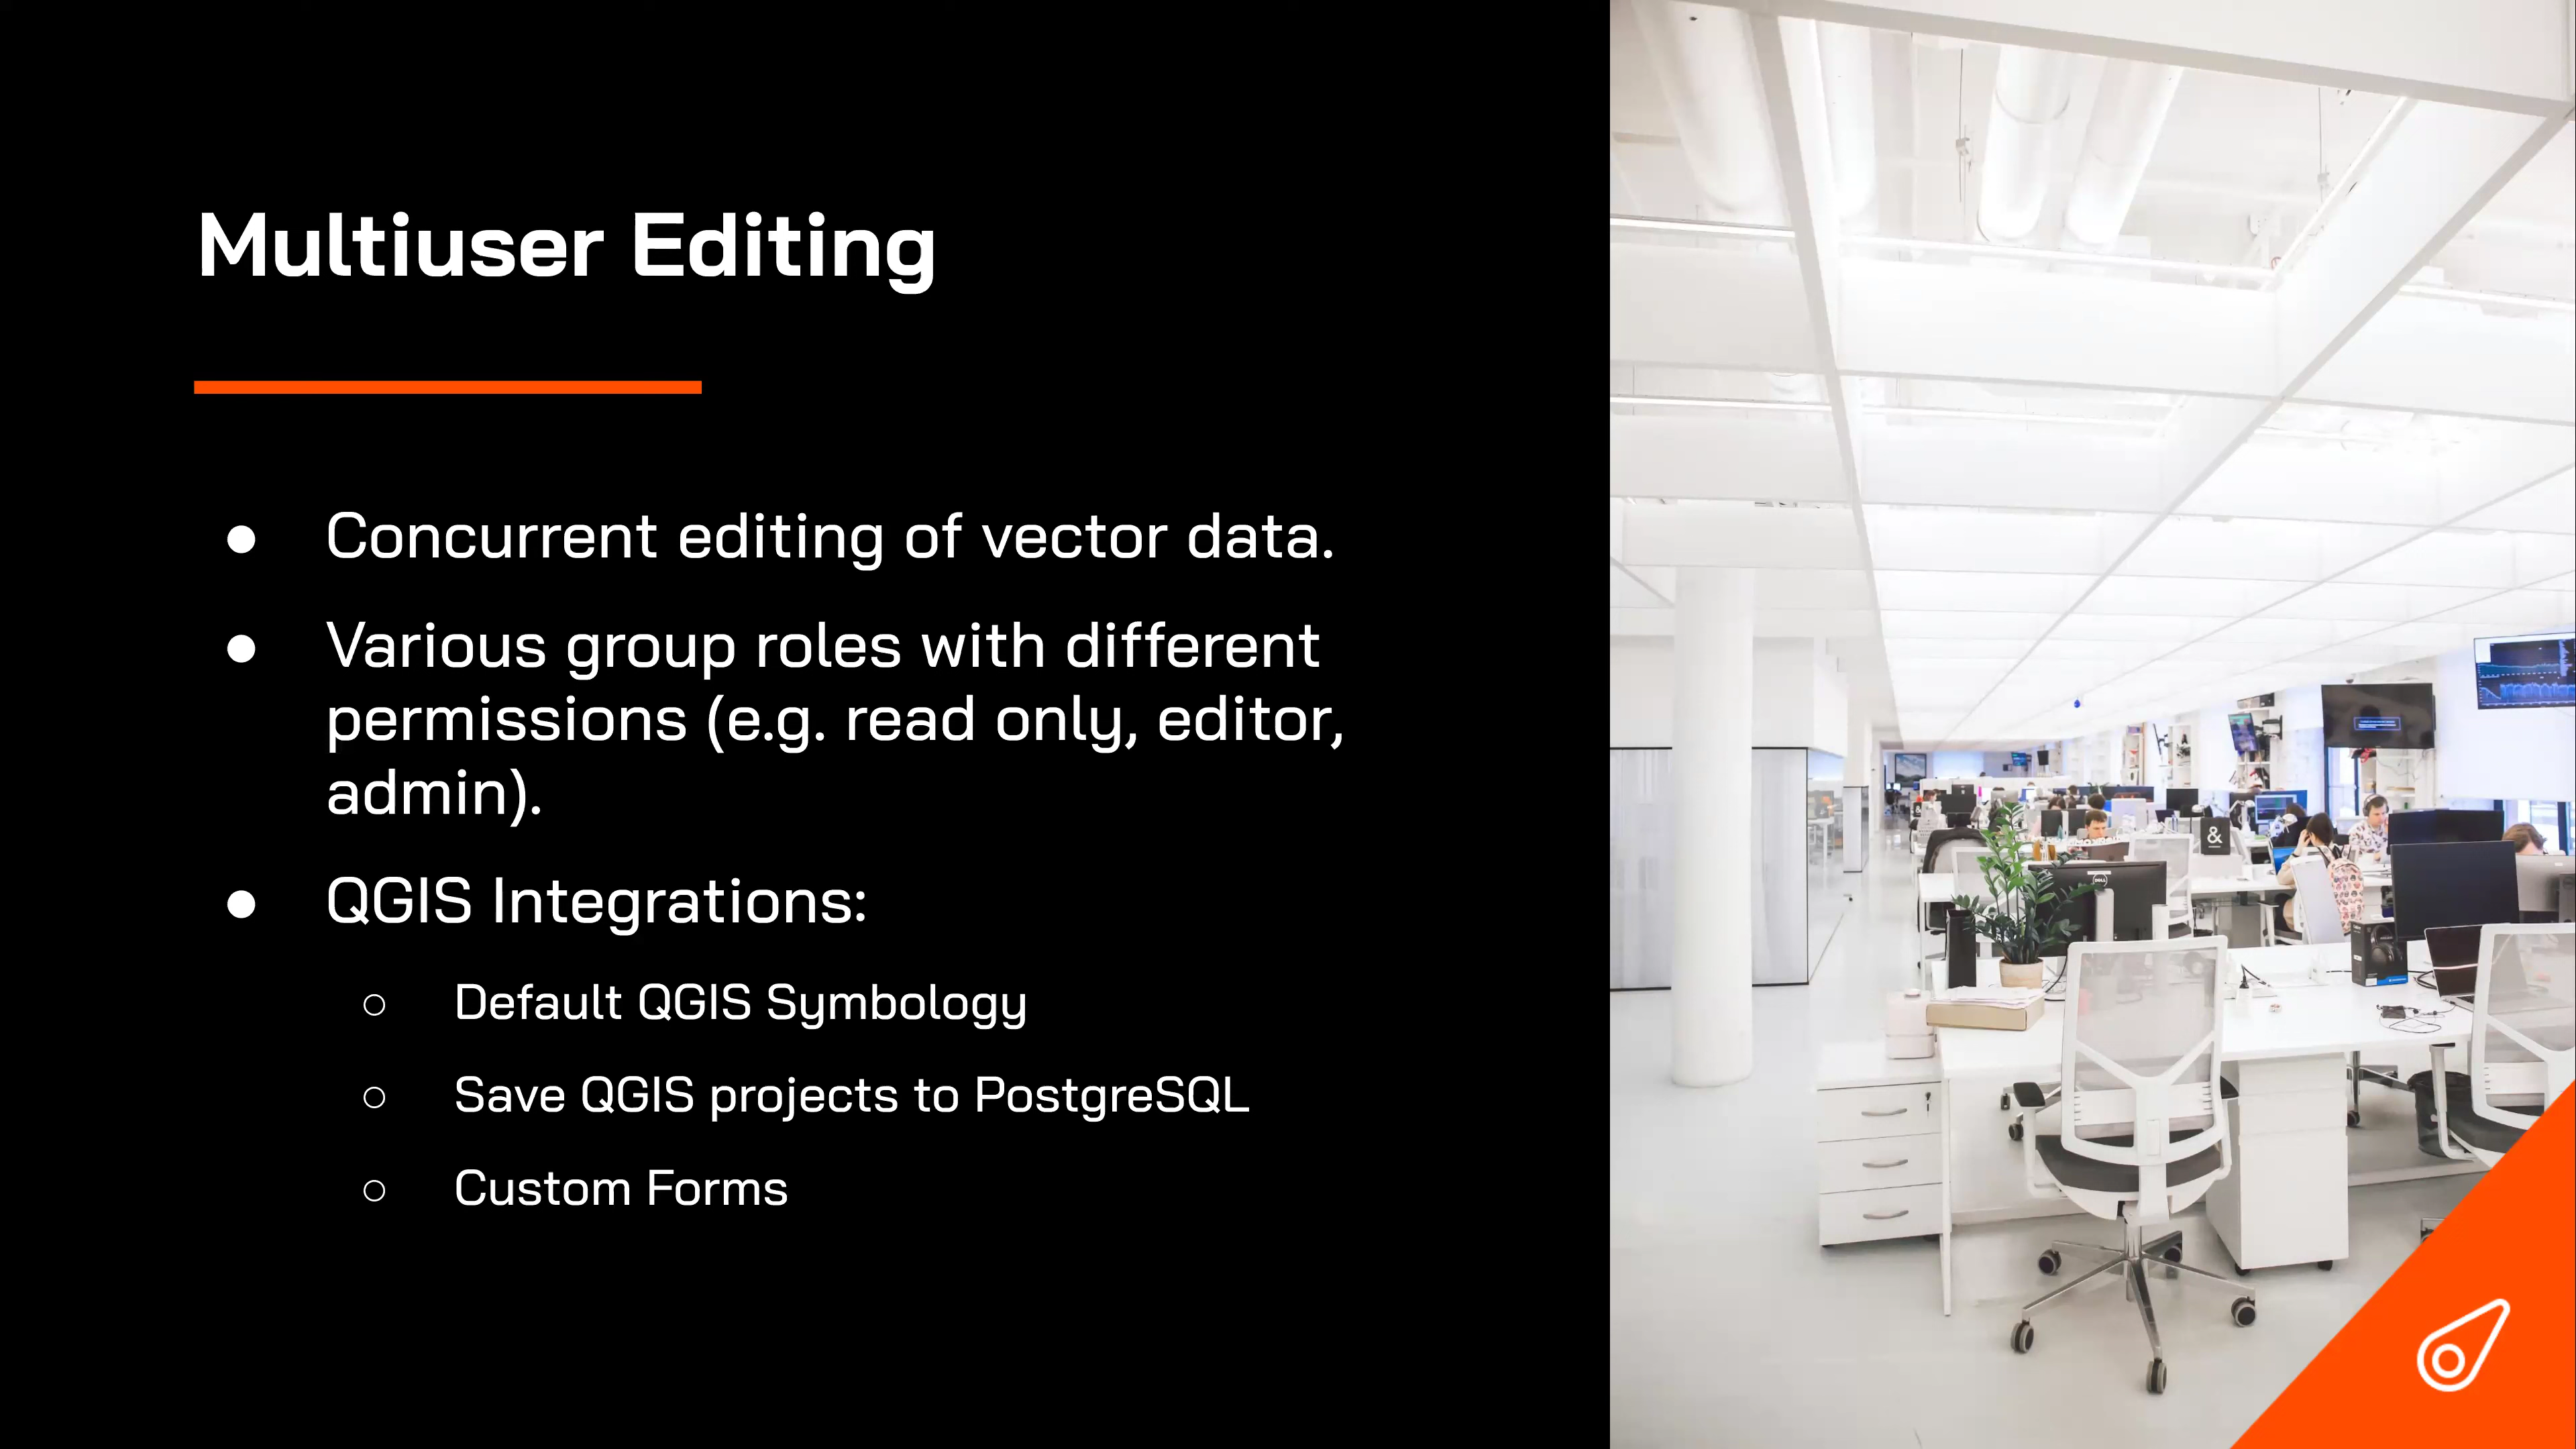 Multiuser Editing
● Concurrent editing of vector data.
● Various group roles with different
permissions (e.g. read only, editor,
admin).
● QGIS Integrations:
○ Default QGIS Symbology
○ Save QGIS projects to PostgreSQL
○ Custom Forms
&
DELL